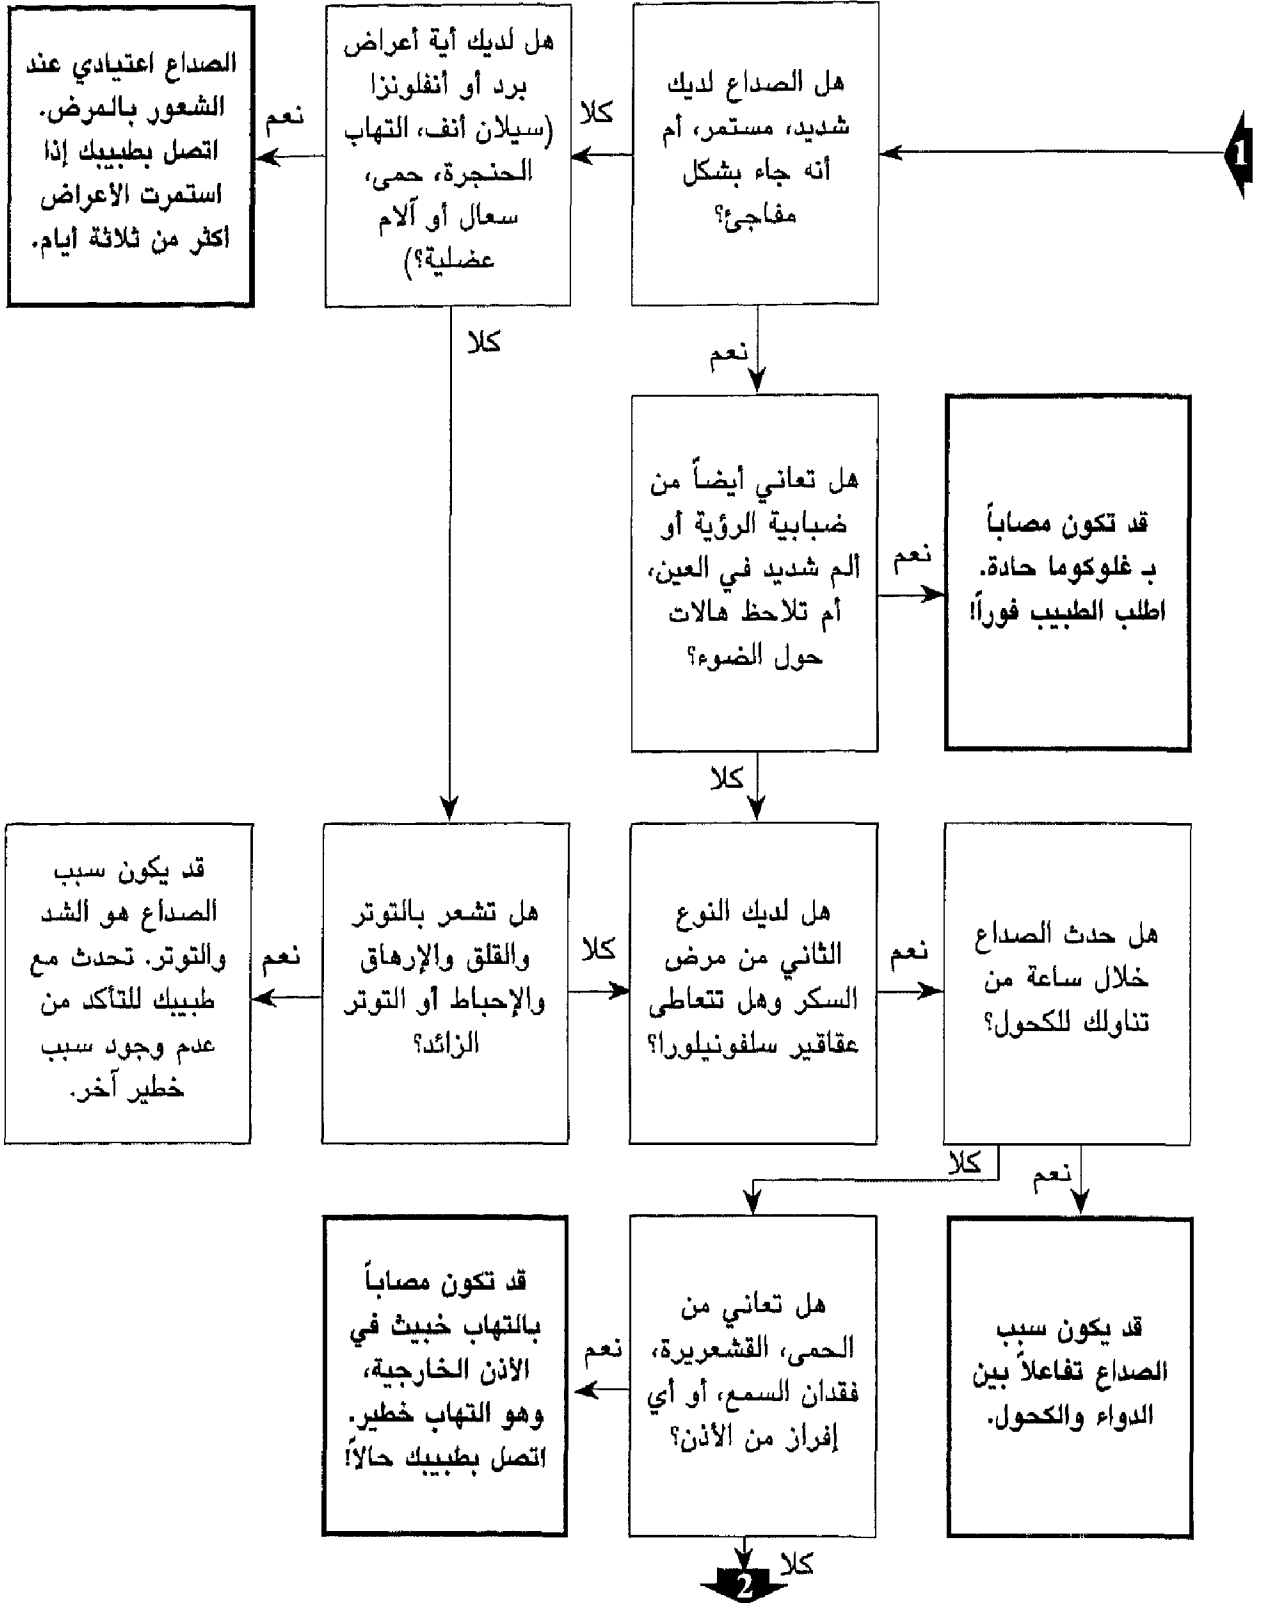 1
هل الصداع لديك
شديد، مستمر، أم
أنه جاء بشكل
مفاجئ؟
كلا
هل لديك أية أعراض
برد أو أنفلونزا
(سيلان أنف، التهاب
الحنجرة، حمى،
سعال أو آلام
عضلية؟)
نعم
الصداع اعتيادي عند
الشعور بالمرض.
اتصل بطبيبك إذا
استمرت الأعراض
أكثر من ثلاثة أيام.
نعم
كلا
هل تعاني أيضاً من
ضبابية الرؤية أو
ألم شديد في العين،
أم تلاحظ هالات
حول الضوء؟
نعم
قد تكون مصاباً
بـ غلوكوما حادة.
اطلب الطبيب فوراً!
كلا
هل حدث الصداع
خلال ساعة من
تناولك للكحول؟
نعم
هل لديك النوع
الثاني من مرض
السكر وهل تتعاطى
عقاقير سلفونيلورا؟
كلا
هل تشعر بالتوتر
والقلق والإرهاق
والإحباط أو التوتر
الزائد؟
نعم
قد يكون سبب
الصداع هو الشد
والتوتر. تحدث مع
طبيبك للتأكد من
عدم وجود سبب
خطير آخر.
نعم
كلا
قد يكون سبب
الصداع تفاعلاً بين
الدواء والكحول.
هل تعاني من
الحمى، القشعريرة،
فقدان السمع، أو أي
إفراز من الأذن؟
نعم
قد تكون مصاباً
بالتهاب خبيث في
الأذن الخارجية،
وهو التهاب خطير.
اتصل بطبيبك حالاً!
كلا
2